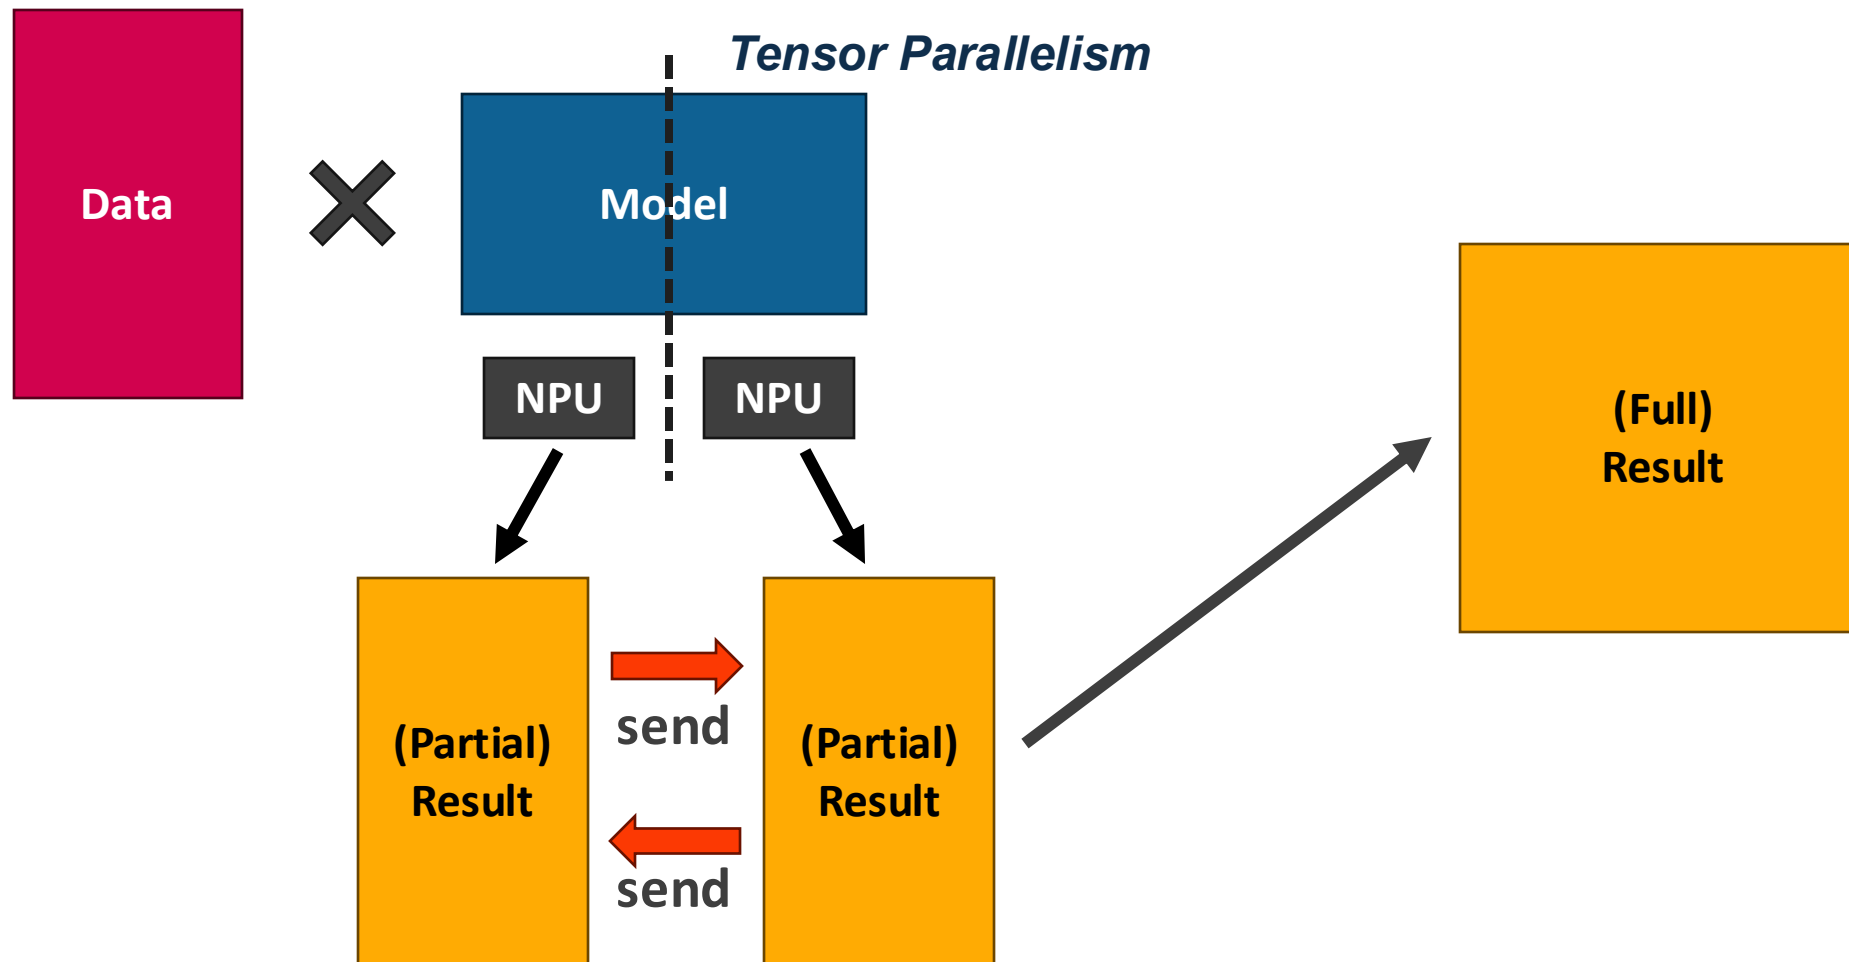 Tensor Parallelism
Data
Model
NPU
NPU
(Full)
Result
(Partial)
Result
send
send
(Partial)
Result